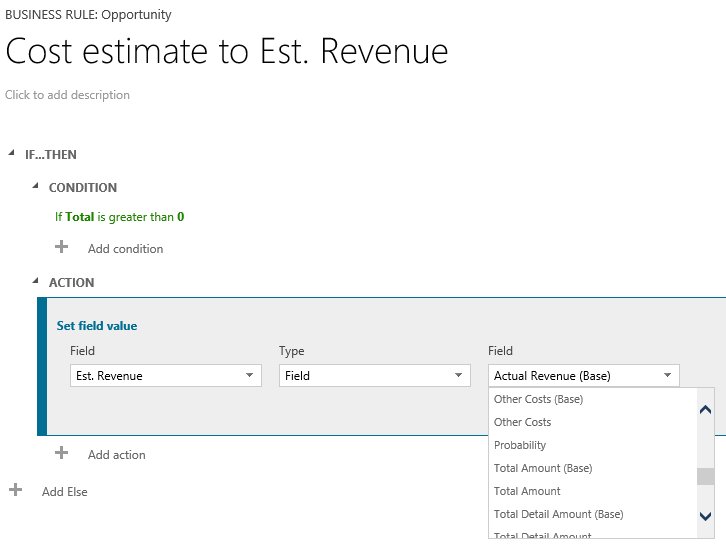 BUSINESS RULE: Opportunity
Cost estimate to Est. Revenue
Click to add description
IF...THEN
CONDITION
If Total is greater than 0
Add condition
ACTION
Set field value
Field Type Field
Est. Revenue Field Actual Revenue (Base)
Other Costs (Base)
Other Costs
Probability
Total Amount (Base)
Total Amount
Total Detail Amount (Base)
Total Detail Amount
Add action
Add Else